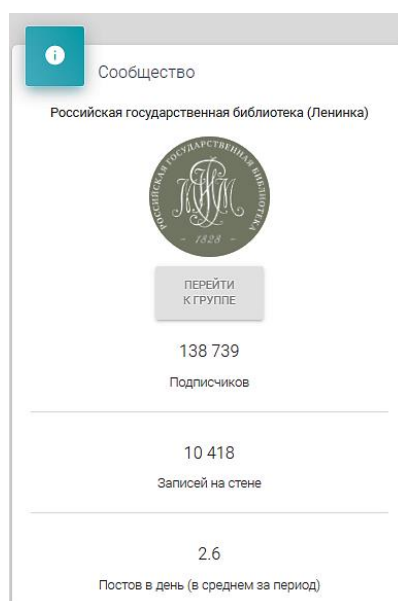 Сообщество
Российская государственная библиотека (Ленинка)
РОССИЙСКАЯ ГОСУДАРСТВЕННАЯ БИБЛИОТЕКА
- 1828 -
ПЕРЕЙТИ
К ГРУППЕ
138 739
Подписчиков
10 418
Записей на стене
2.6
Постов в день (в среднем за период)